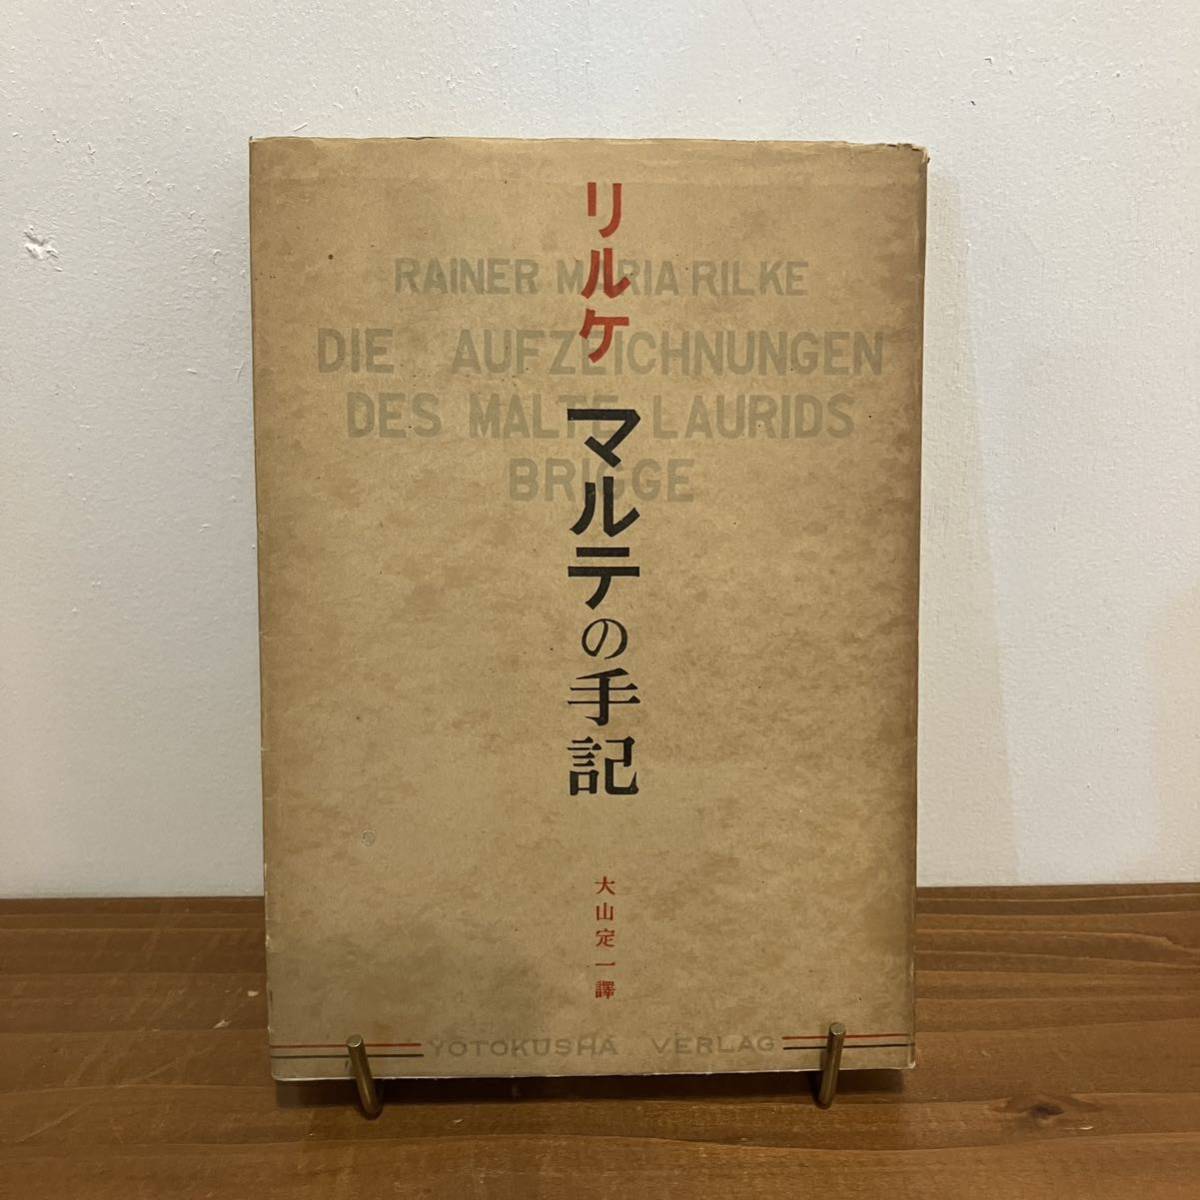 リルケ
RAINER MARIA RILKE
DIE AUFZEICHNUNGEN
DES MALTE LAURIDS
BRIGGE
マルテの手記
大山定一譯
YOTOKUSHA VERLAG